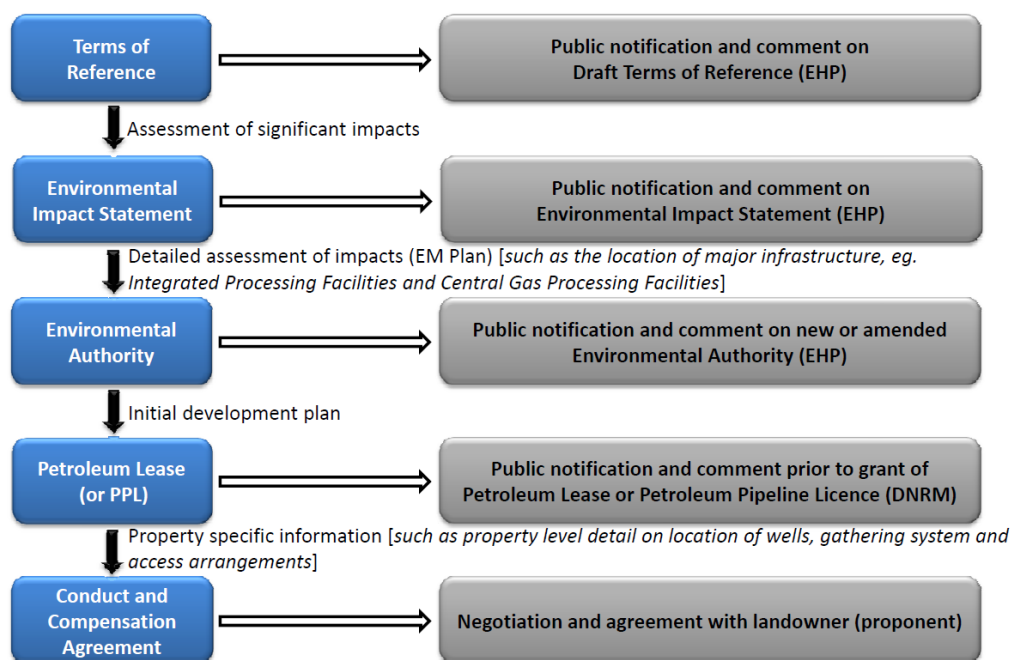 Terms of
Reference
Public notification and comment on
Draft Terms of Reference (EHP)
Assessment of significant impacts
Environmental
Impact Statement
Public notification and comment on
Environmental Impact Statement (EHP)
Detailed assessment of impacts (EM Plan) [such as the location of major infrastructure, eg.
Integrated Processing Facilities and Central Gas Processing Facilities]
Environmental
Authority
Public notification and comment on new or amended
Environmental Authority (EHP)
Initial development plan
Petroleum Lease
(or PPL)
Public notification and comment prior to grant of
Petroleum Lease or Petroleum Pipeline Licence (DNRM)
Property specific information [such as property level detail on location of wells, gathering system and
access arrangements]
Conduct and
Compensation
Agreement
Negotiation and agreement with landowner (proponent)